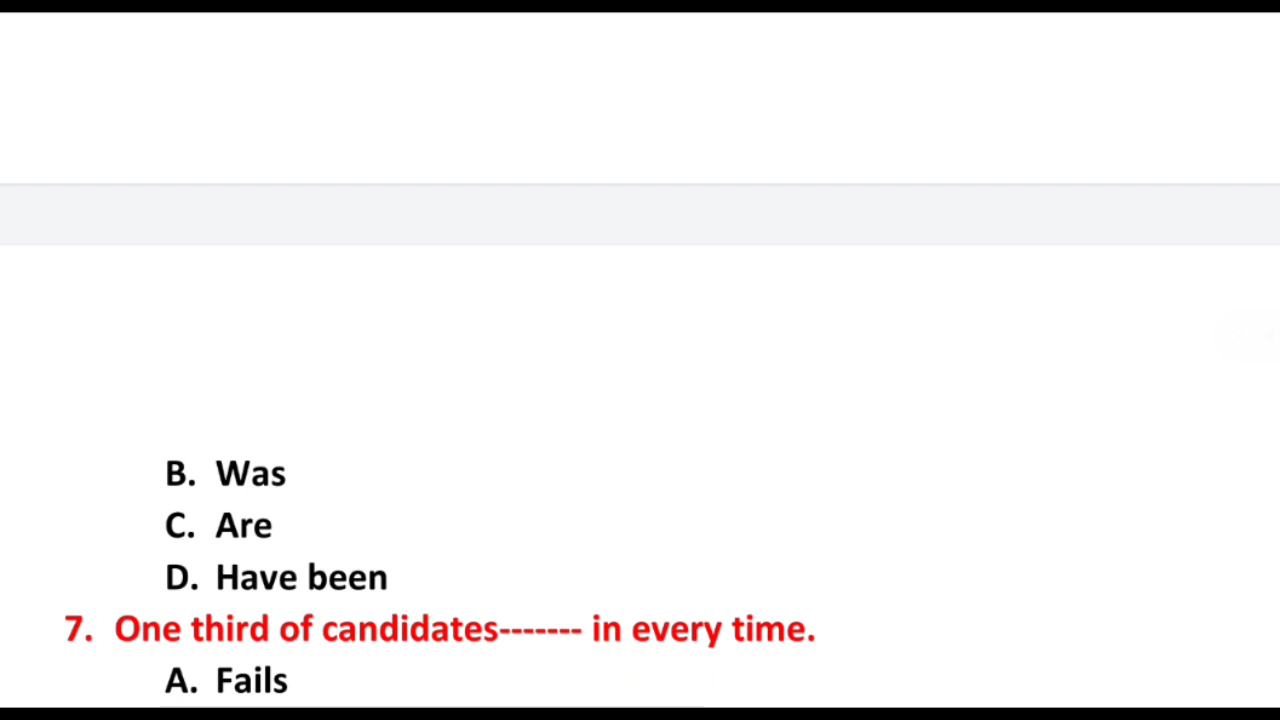 B. Was
C. Are
D. Have been
7. One third of candidates------- in every time.
A. Fails